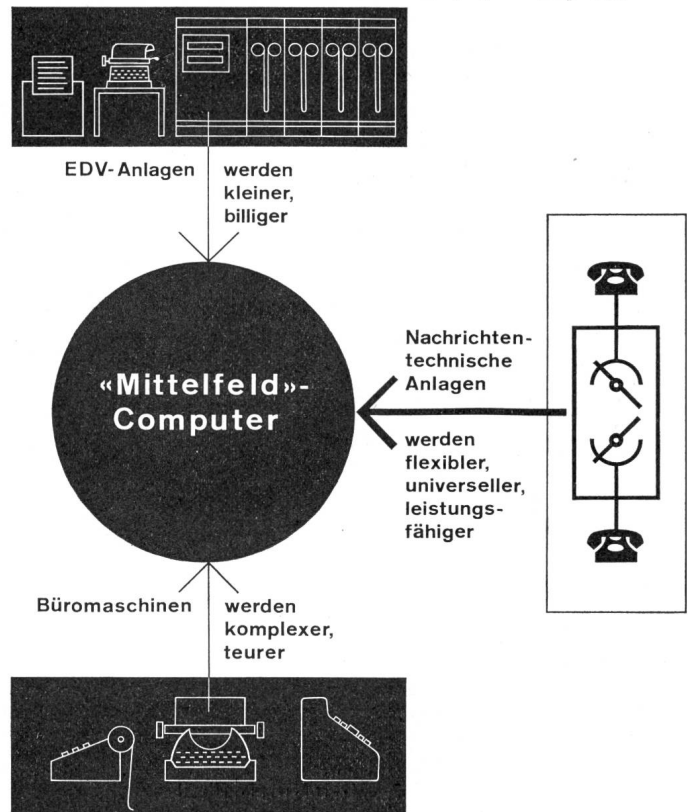 EDV-Anlagen
werden
kleiner,
billiger
«Mittelfeld»-
Computer
Nachrichten-
technische
Anlagen
werden
flexibler,
universeller,
leistungs-
fähiger
Büromaschinen
werden
komplexer,
teurer